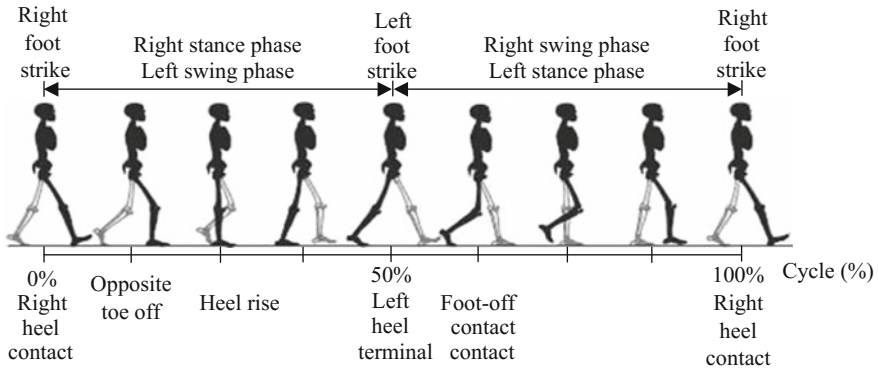 Right
foot
strike
Right stance phase
Left swing phase
Left
foot
strike
Right swing phase
Left stance phase
Right
foot
strike
0%
Right
heel
contact
Opposite
toe off
Heel rise
50%
Left
heel
terminal
Foot-off
contact
contact
100%
Right
heel
contact
Cycle (%)